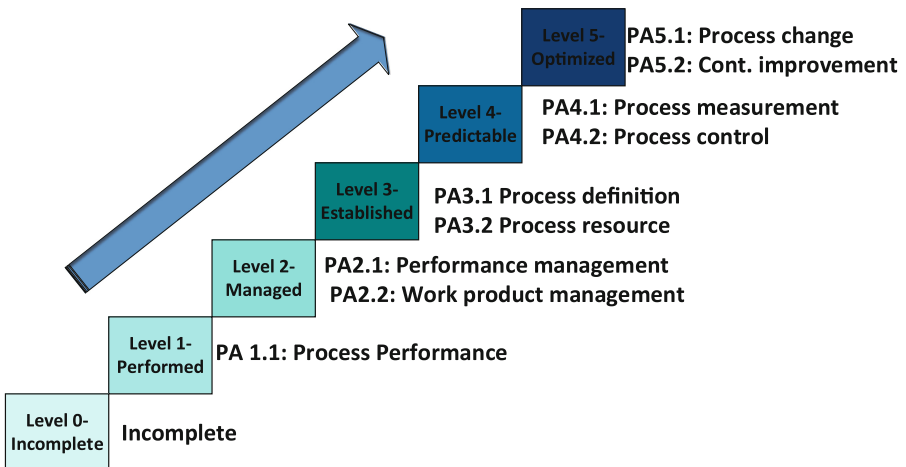 Level 5-
Optimized
PA5.1: Process change
PA5.2: Cont. improvement
Level 4-
Predictable
PA4.1: Process measurement
PA4.2: Process control
Level 3-
Established
PA3.1 Process definition
PA3.2 Process resource
Level 2-
Managed
PA2.1: Performance management
PA2.2: Work product management
Level 1-
Performed
PA 1.1: Process Performance
Level 0-
Incomplete
Incomplete